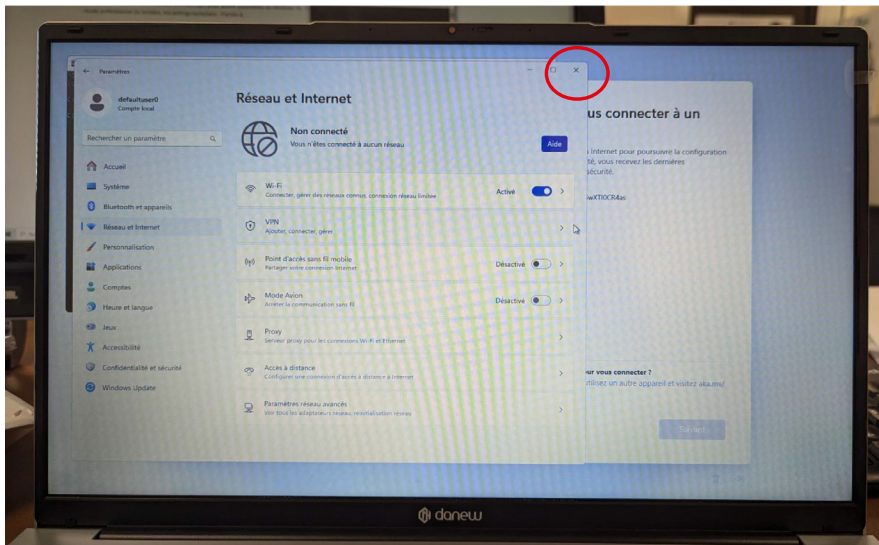 Paramètres
defaultuser0
Compte local
Rechercher un paramètre
Accueil
Système
Bluetooth et appareils
Réseau et Internet
Personnalisation
Applications
Comptes
Heure et langue
Jeux
Accessibilité
Confidentialité et sécurité
Windows Update
Réseau et Internet
Non connecté
Vous n'êtes connecté à aucun réseau
Aide
Wi-Fi
Connecter, gérer des réseaux connus, connexion réseau limitée
Activé
VPN
Ajouter, connecter, gérer
Point d'accès sans fil mobile
Partager votre connexion Internet
Désactivé
Mode Avion
Arrêter la communication sans fil
Désactivé
Proxy
Serveur proxy pour les connexions Wi-Fi et Ethernet
Accès à distance
Configurer une connexion d'accès à distance à Internet
Paramètres réseau avancés
Voir tous les adaptateurs réseau, réinitialisation réseau
us connecter à un
Internet pour poursuivre la configuration
té, vous recevez les dernières
sécurité.
ur vous connecter ?
utilisez un autre appareil et visitez aka.ms/
Suivant
danew